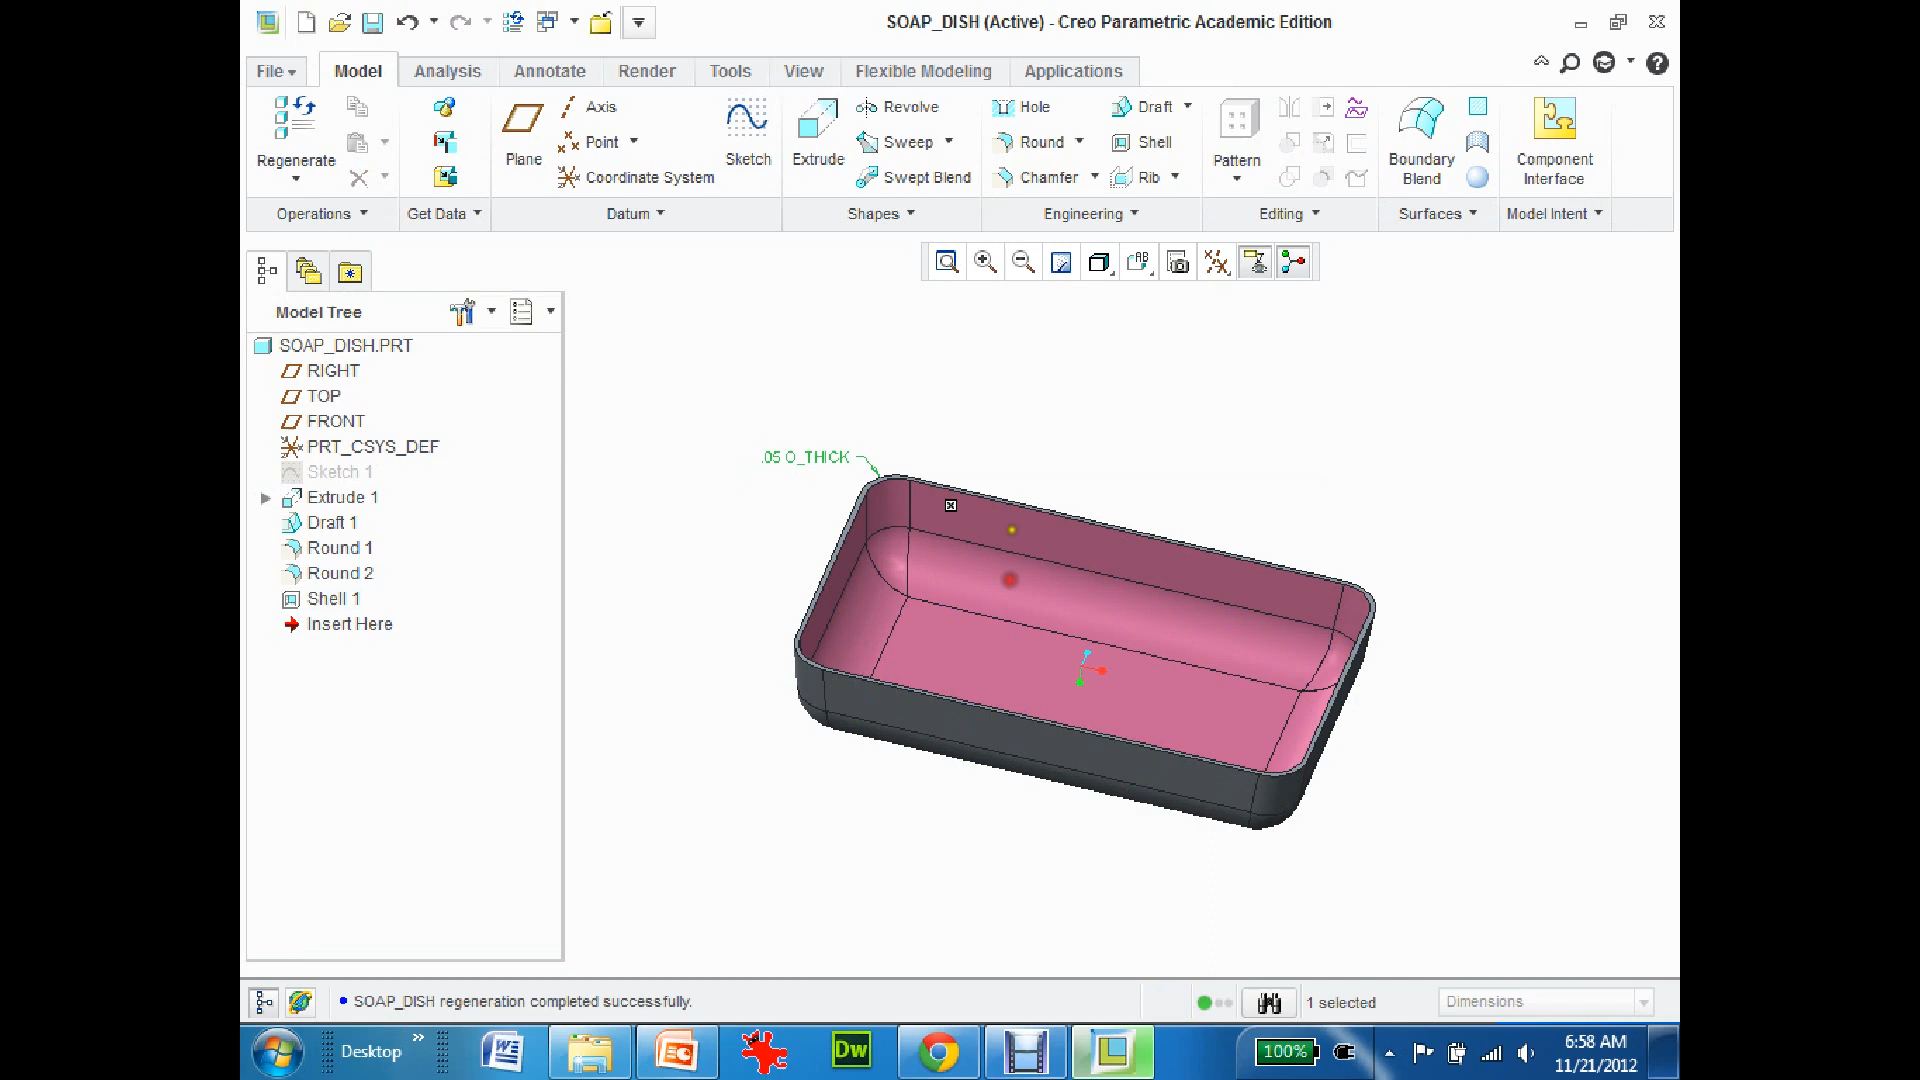 SOAP_DISH (Active) - Creo Parametric Academic Edition
File Model Analysis Annotate Render Tools View Flexible Modeling Applications
Regenerate
Plane
Axis
Point
Coordinate System
Sketch
Extrude
Revolve
Sweep
Swept Blend
Hole
Round
Chamfer
Draft
Shell
Rib
Pattern
Boundary
Blend
Component
Interface
Operations Get Data Datum Shapes Engineering Editing Surfaces Model Intent
AB
Model Tree
SOAP_DISH.PRT
RIGHT
TOP
FRONT
PRT_CSYS_DEF
Sketch 1
Extrude 1
Draft 1
Round 1
Round 2
Shell 1
Insert Here
.05 O_THICK
SOAP_DISH regeneration completed successfully.
1 selected
Dimensions
Desktop
Dw
100%
6:58 AM
11/21/2012